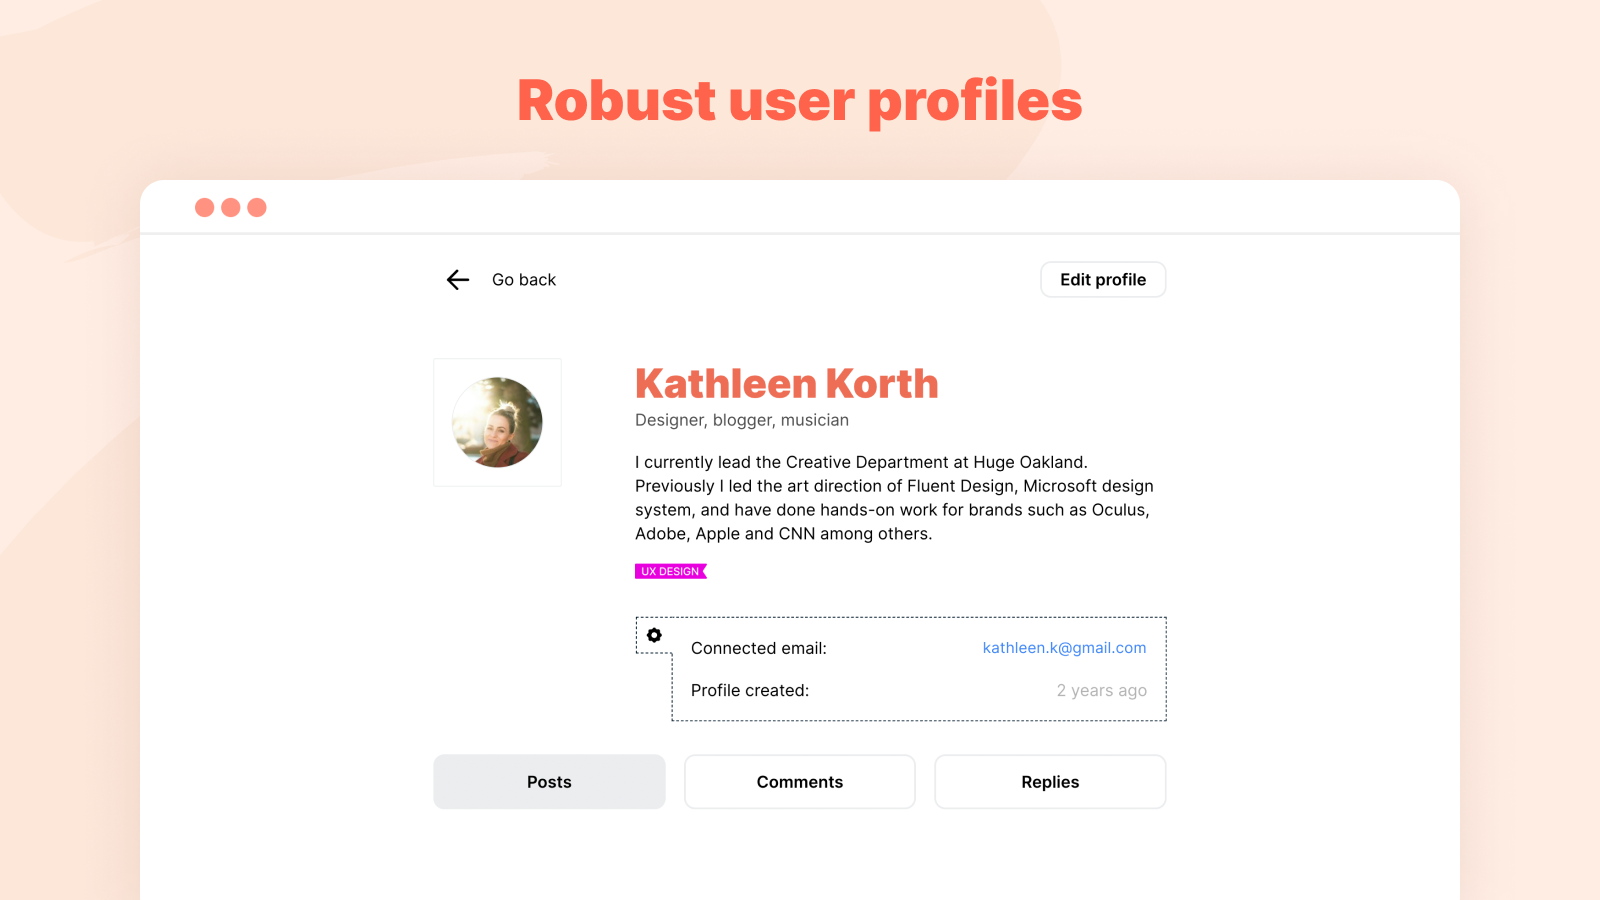 Robust user profiles
Go back
Edit profile
Kathleen Korth
Designer, blogger, musician
I currently lead the Creative Department at Huge Oakland.
Previously I led the art direction of Fluent Design, Microsoft design
system, and have done hands-on work for brands such as Oculus,
Adobe, Apple and CNN among others.
UX DESIGN
Connected email:
kathleen.k@gmail.com
Profile created:
2 years ago
Posts
Comments
Replies